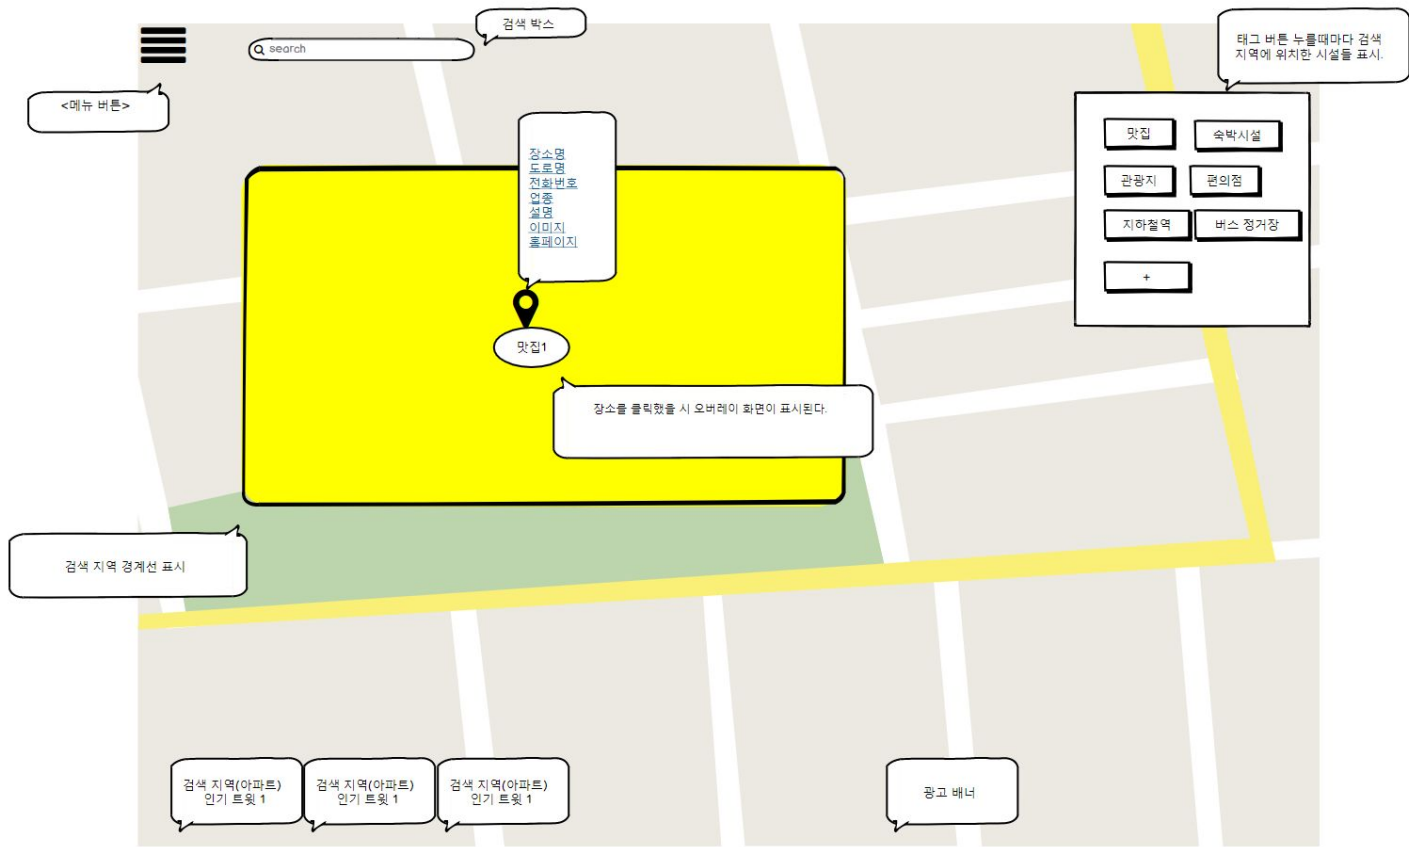 검색 박스
search
<메뉴 버튼>
태그 버튼 누를때마다 검색
지역에 위치한 시설들 표시.
맛집
숙박시설
관광지
편의점
지하철역
버스 정거장
+
장소명
도로명
전화번호
업종
설명
이미지
홈페이지
맛집1
장소를 클릭했을 시 오버레이 화면이 표시된다.
검색 지역 경계선 표시
검색 지역(아파트)
인기 트윗 1
검색 지역(아파트)
인기 트윗 1
검색 지역(아파트)
인기 트윗 1
광고 배너